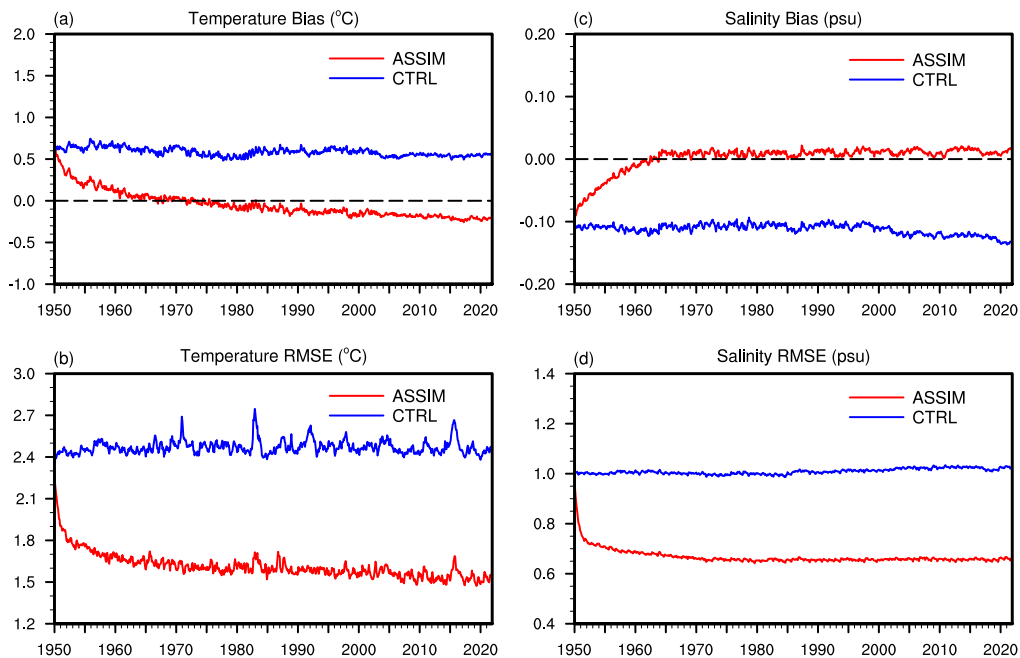 (a) Temperature Bias (°C)
2.0
1.5
1.0
0.5
0.0
-0.5
-1.0
ASSIM
CTRL
1950 1960 1970 1980 1990 2000 2010 2020
(c) Salinity Bias (psu)
0.20
0.10
0.00
-0.10
-0.20
ASSIM
CTRL
1950 1960 1970 1980 1990 2000 2010 2020
(b) Temperature RMSE (°C)
3.0
2.7
2.4
2.1
1.8
1.5
1.2
ASSIM
CTRL
1950 1960 1970 1980 1990 2000 2010 2020
(d) Salinity RMSE (psu)
1.4
1.2
1.0
0.8
0.6
0.4
ASSIM
CTRL
1950 1960 1970 1980 1990 2000 2010 2020